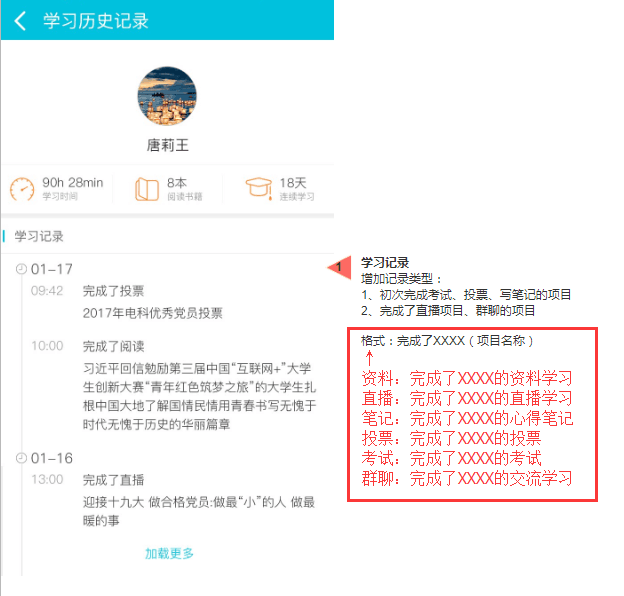 学习历史记录
唐莉王
90h 28min
学习时间
8本
阅读书籍
18天
连续学习
学习记录
01-17
09:42 完成了投票
2017年电科优秀党员投票
10:00 完成了阅读
习近平回信勉励第三届中国“互联网+”大学
生创新大赛“青年红色筑梦之旅”的大学生扎
根中国大地了解国情民情用青春书写无愧于
时代无愧于历史的华丽篇章
01-16
13:00 完成了直播
迎接十九大 做合格党员:做最“小”的人 做最
暖的事
加载更多
1
学习记录
增加记录类型：
1、初次完成考试、投票、写笔记的项目
2、完成了直播项目、群聊的项目
格式：完成了XXXX（项目名称）
资料：完成了XXXX的资料学习
直播：完成了XXXX的直播学习
笔记：完成了XXXX的心得笔记
投票：完成了XXXX的投票
考试：完成了XXXX的考试
群聊：完成了XXXX的交流学习